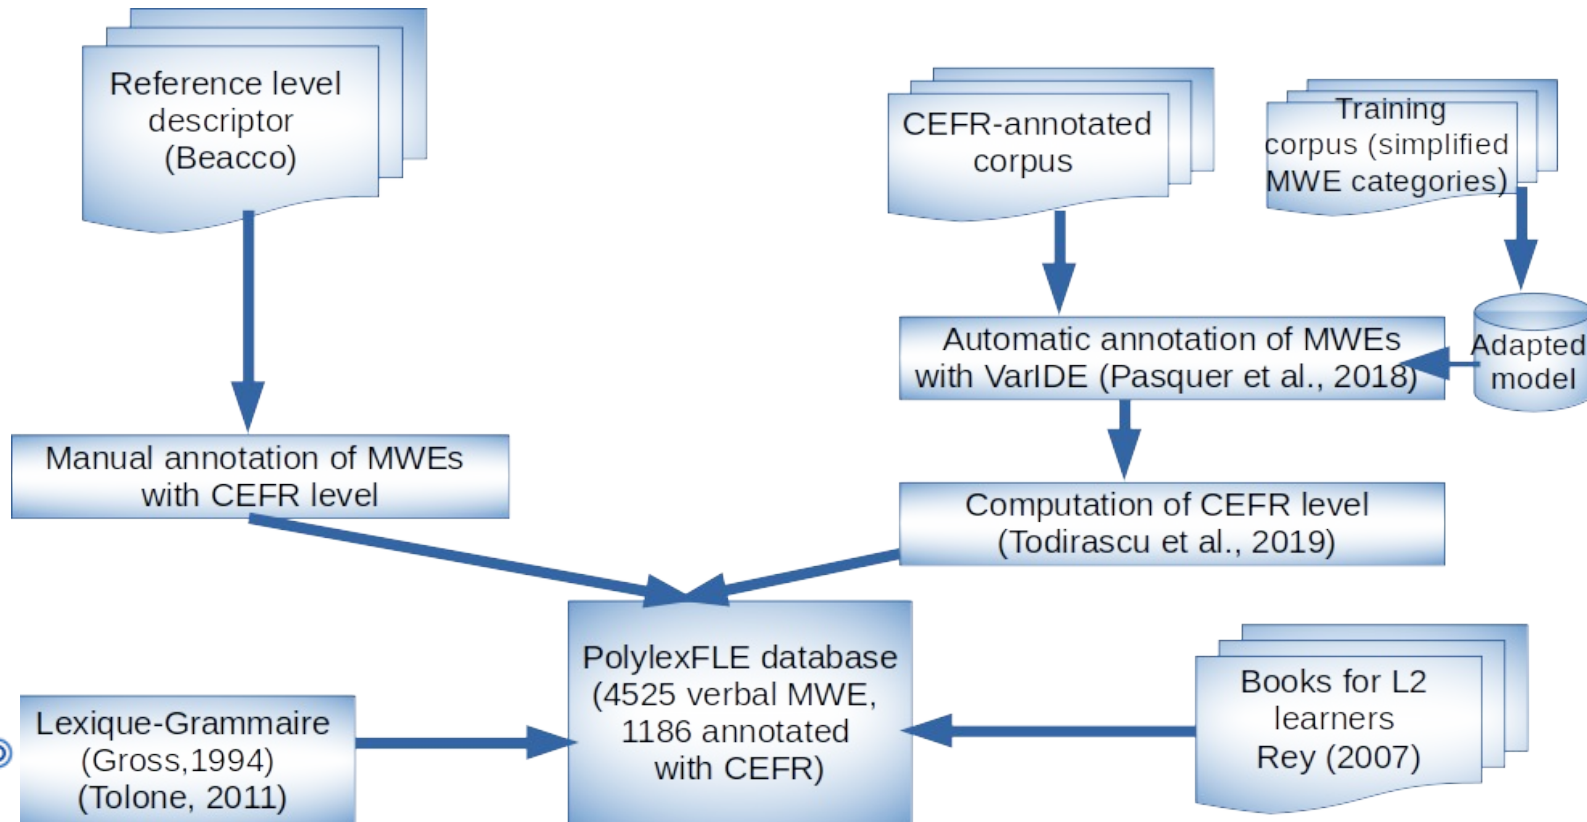 Reference level
descriptor
(Beacco)
CEFR-annotated
corpus
Training
corpus (simplified
MWE categories)
Automatic annotation of MWEs
with VarIDE (Pasquer et al., 2018)
Adapted
model
Manual annotation of MWEs
with CEFR level
Computation of CEFR level
(Todirascu et al., 2019)
PolylexFLE database
(4525 verbal MWE,
1186 annotated
with CEFR)
Lexique-Grammaire
(Gross,1994)
(Tolone, 2011)
Books for L2
learners
Rey (2007)